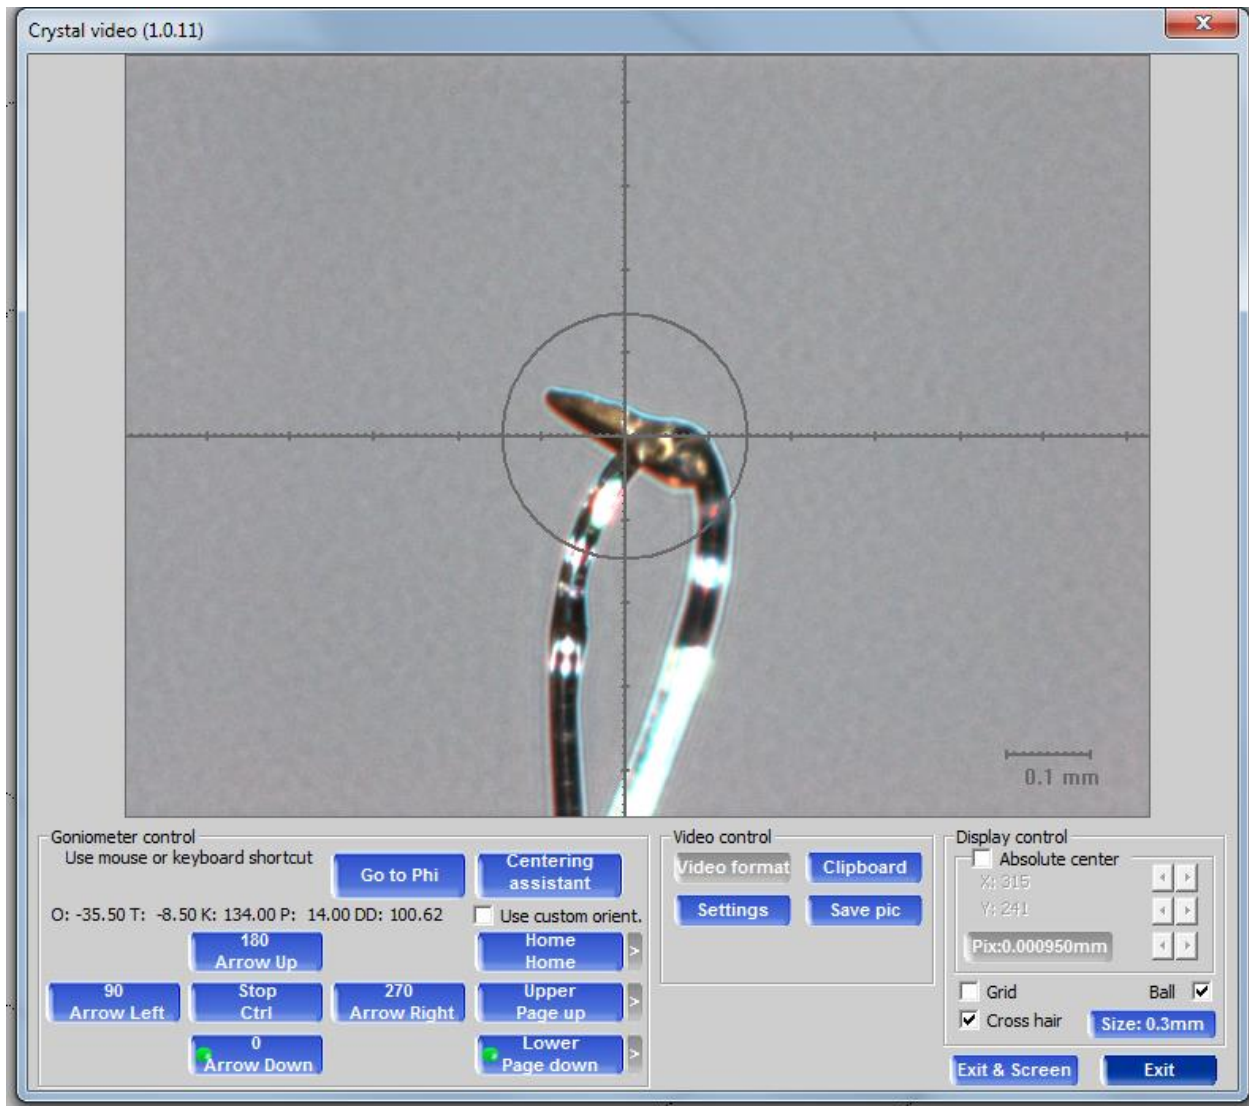 Crystal video (1.0.11)
X
0.1 mm
Goniometer control
Use mouse or keyboard shortcut
Go to Phi
Centering
assistant
O: -35.50 T: -8.50 K: 134.00 P: 14.00 DD: 100.62
Use custom orient.
180
Arrow Up
Home
Home
>
90
Arrow Left
Stop
Ctrl
270
Arrow Right
Upper
Page up
>
0
Arrow Down
Lower
Page down
>
Video control
Video format
Clipboard
Settings
Save pic
Display control
Absolute center
X: 315
Y: 241
Pix:0.000950mm
Grid
Ball
Cross hair
Size: 0.3mm
Exit & Screen
Exit